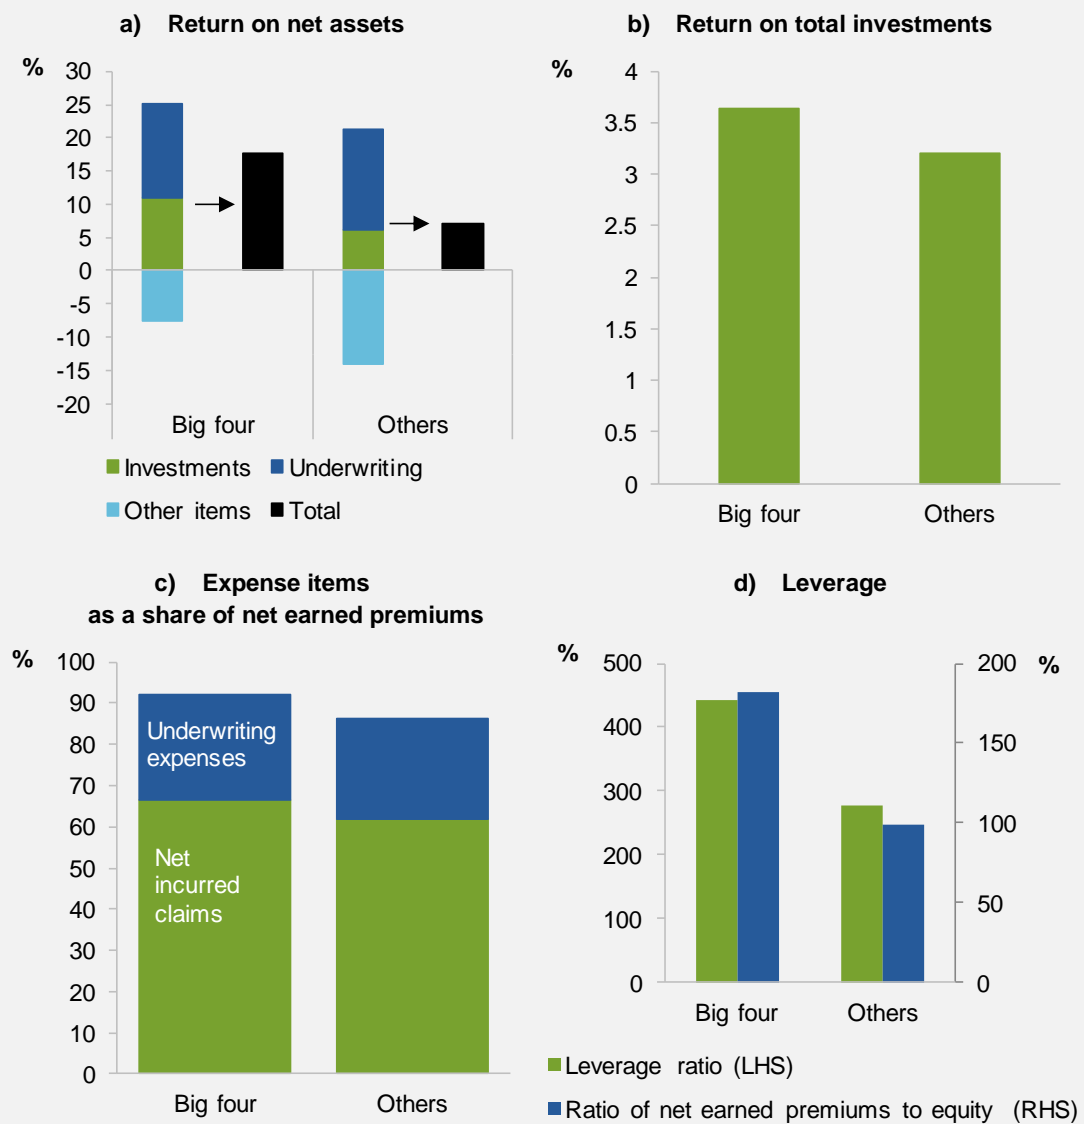 a) Return on net assets
%
30
25
20
15
10
5
0
-5
-10
-15
-20
Big four Others
Investments Underwriting
Other items Total
b) Return on total investments
%
4
3.5
3
2.5
2
1.5
1
0.5
0
Big four Others
c) Expense items
as a share of net earned premiums
%
100
90
80
70
60
50
40
30
20
10
0
Underwriting
expenses
Net
incurred
claims
Big four Others
d) Leverage
%
500
400
300
200
100
0
200
150
100
50
0
%
Big four Others
Leverage ratio (LHS)
Ratio of net earned premiums to equity (RHS)